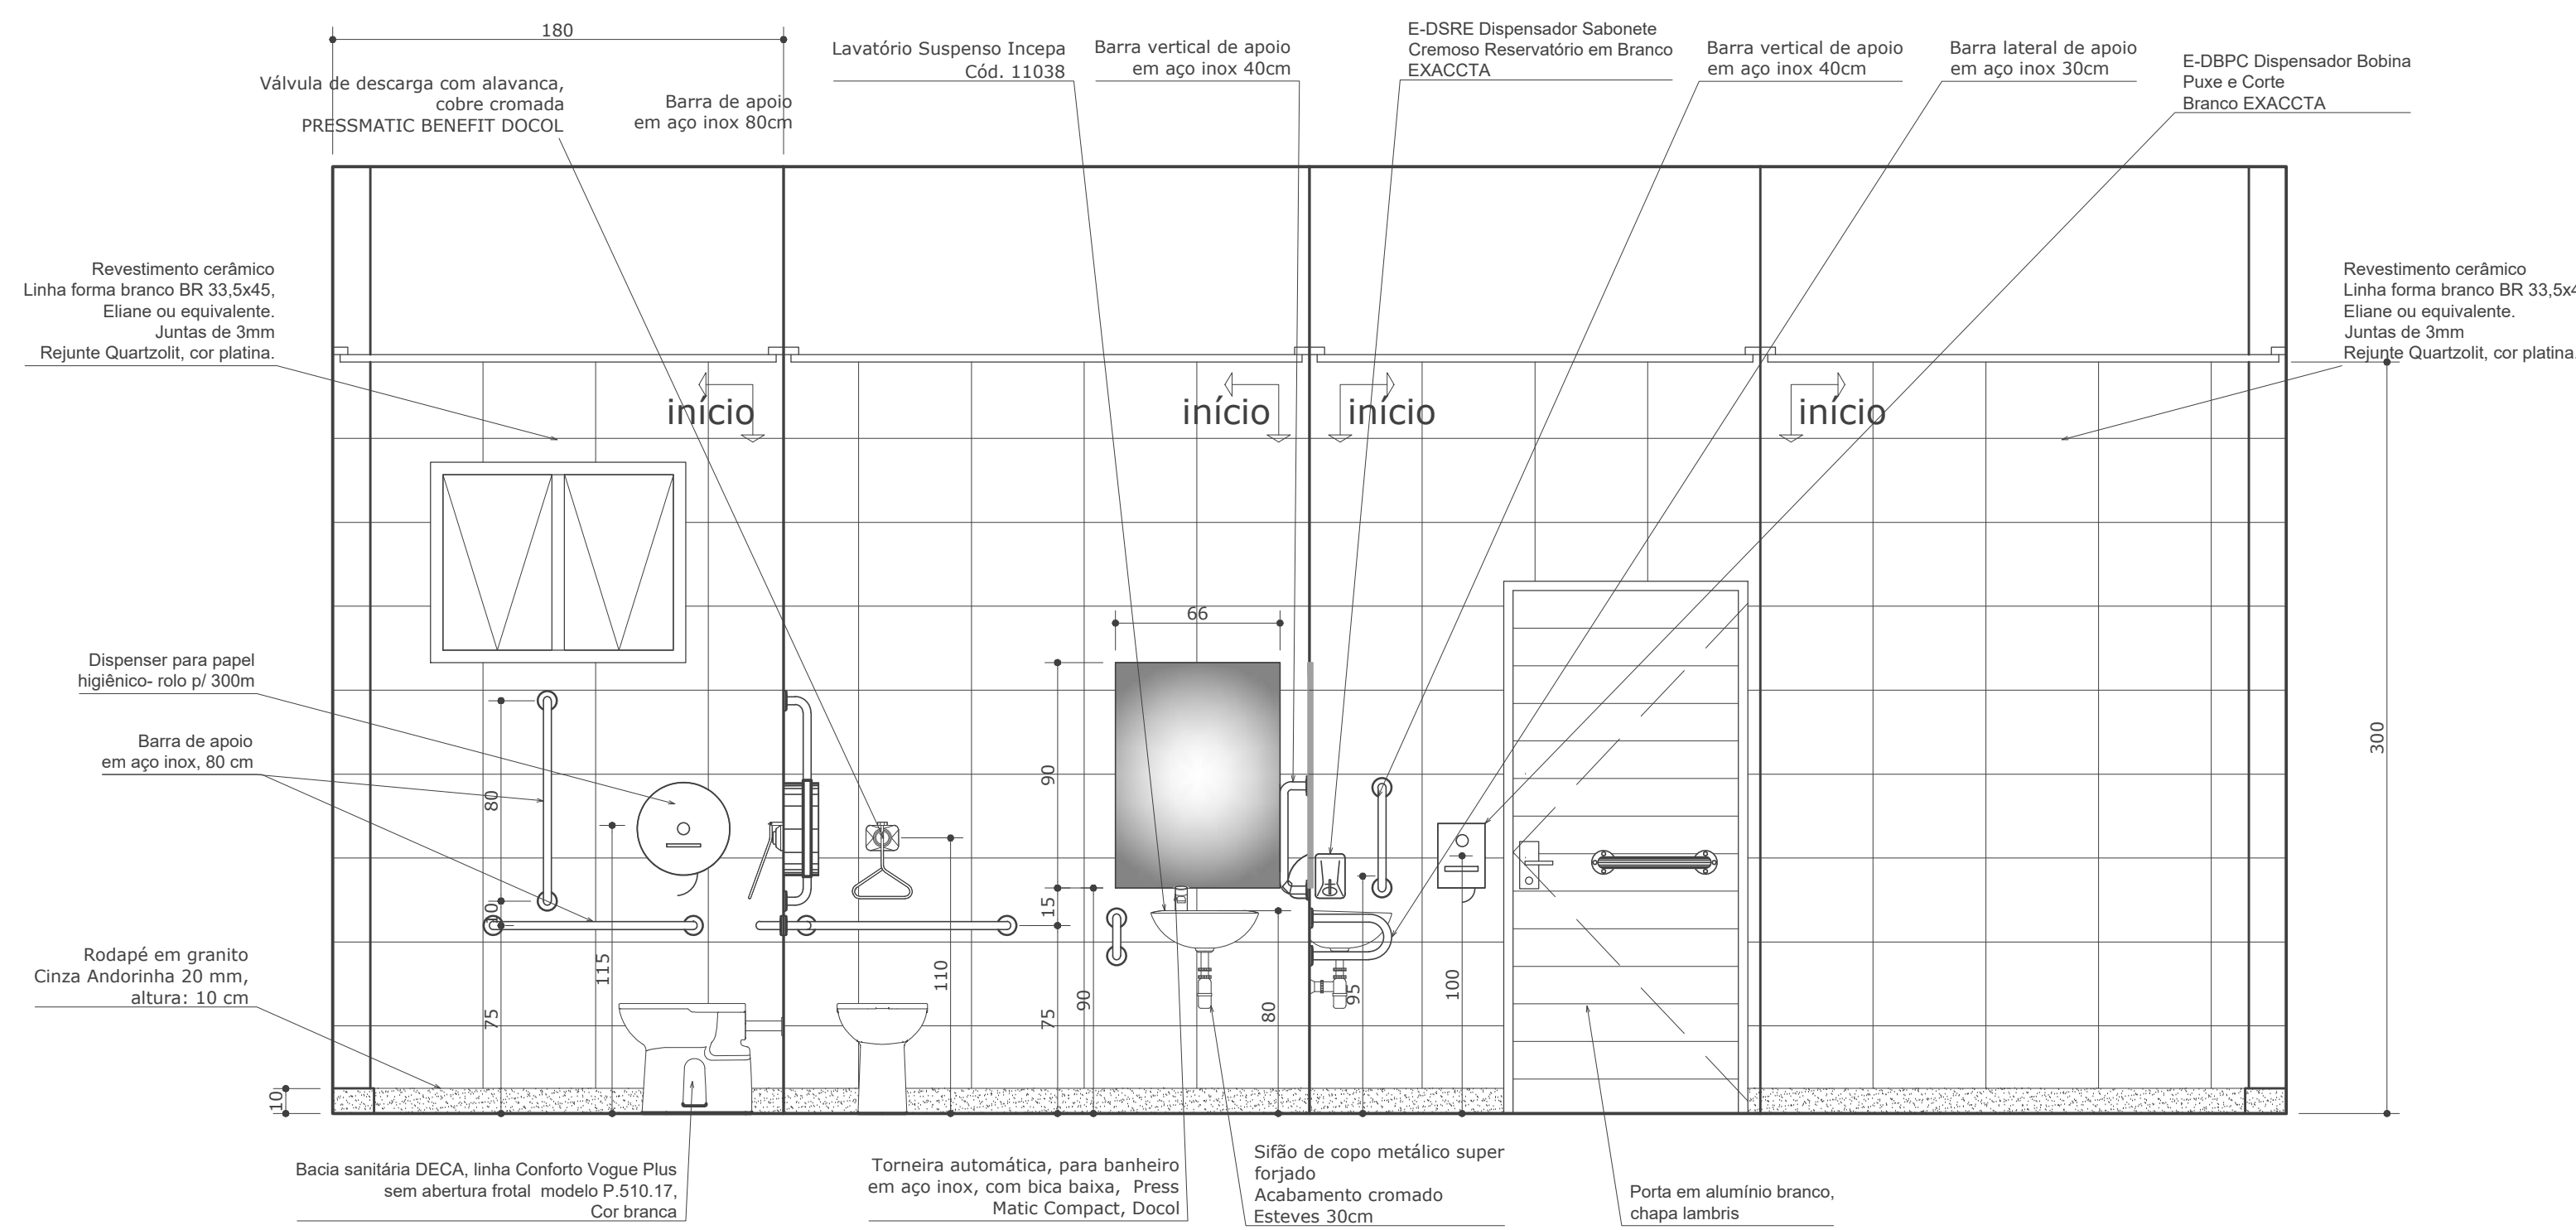 180
Válvula de descarga com alavanca,
cobre cromada
PRESSMATIC BENEFIT DOCOL
Barra de apoio
em aço inox 80cm
Lavatório Suspenso Incepa
Cód. 11038
Barra vertical de apoio
em aço inox 40cm
E-DSRE Dispensador Sabonete
Cremoso Reservatório em Branco
EXACCTA
Barra vertical de apoio
em aço inox 40cm
Barra lateral de apoio
em aço inox 30cm
E-DBPC Dispensador Bobina
Puxe e Corte
Branco EXACCTA
Revestimento cerâmico
Linha forma branco BR 33,5x45,
Eliane ou equivalente.
Juntas de 3mm
Rejunte Quartzolit, cor platina.
Revestimento cerâmico
Linha forma branco BR 33,5x4
Eliane ou equivalente.
Juntas de 3mm
Rejunte Quartzolit, cor platina.
início
início
início
início
66
Dispenser para papel
higiênico- rolo p/ 300m
Barra de apoio
em aço inox, 80 cm
80
90
300
10
15
Rodapé em granito
Cinza Andorinha 20 mm,
altura: 10 cm
115
110
75
75
90
80
95
100
10
Bacia sanitária DECA, linha Conforto Vogue Plus
sem abertura frotal modelo P.510.17,
Cor branca
Torneira automática, para banheiro
em aço inox, com bica baixa, Press
Matic Compact, Docol
Sifão de copo metálico super
forjado
Acabamento cromado
Esteves 30cm
Porta em alumínio branco,
chapa lambris